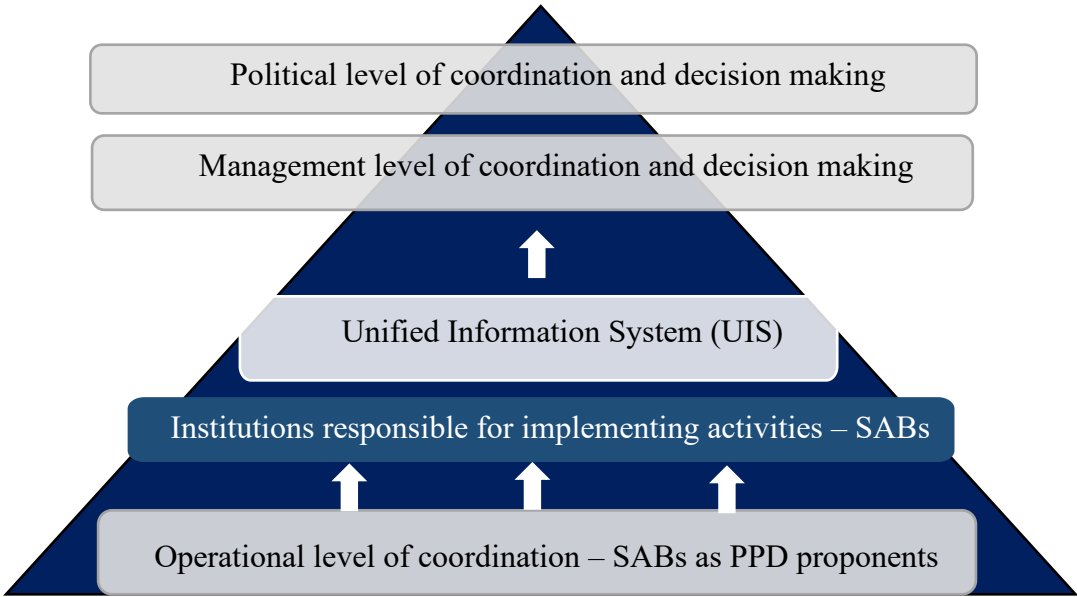 Political level of coordination and decision making
Management level of coordination and decision making
Unified Information System (UIS)
Institutions responsible for implementing activities – SABs
Operational level of coordination – SABs as PPD proponents